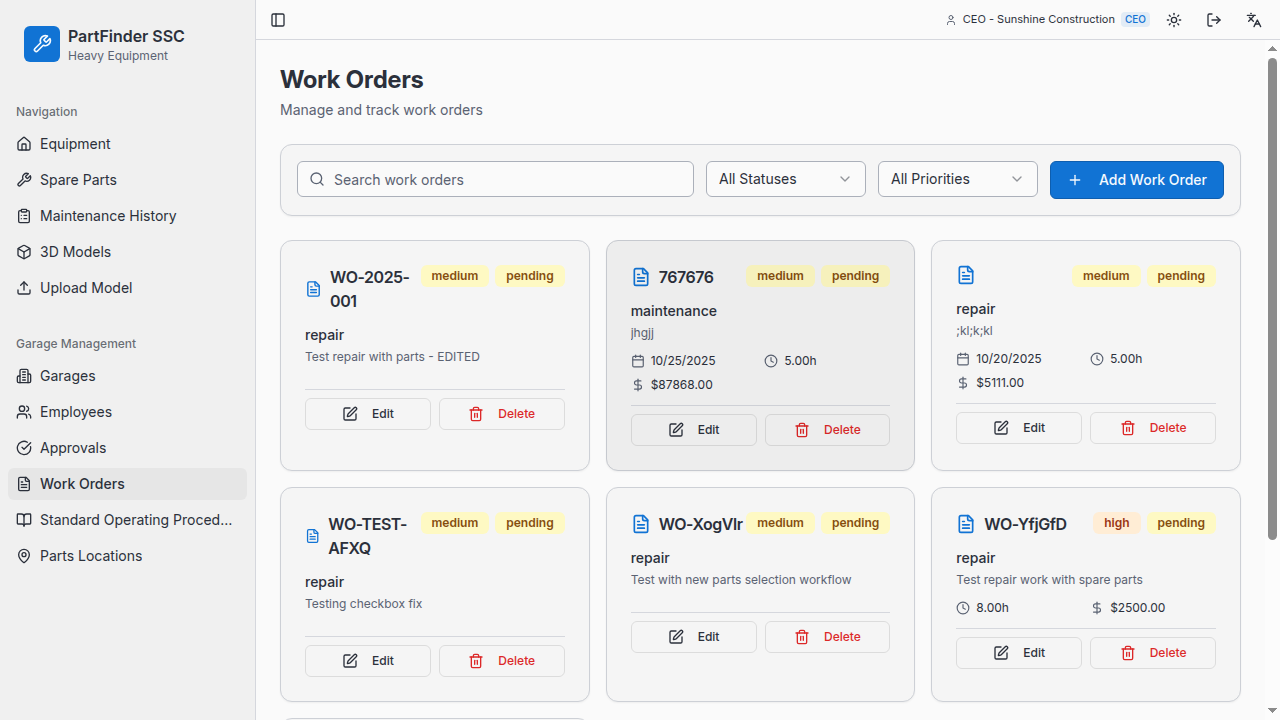 PartFinder SSC
Heavy Equipment
Navigation
Equipment
Spare Parts
Maintenance History
3D Models
Upload Model
Garage Management
Garages
Employees
Approvals
Work Orders
Standard Operating Proced...
Parts Locations
CEO - Sunshine Construction CEO
Work Orders
Manage and track work orders
Search work orders
All Statuses
All Priorities
Add Work Order
WO-2025-
001
medium pending
repair
Test repair with parts - EDITED
Edit Delete
767676 medium pending
maintenance
jhgjj
10/25/2025 5.00h
$87868.00
Edit Delete
medium pending
repair
;kl;k;kl
10/20/2025 5.00h
$5111.00
Edit Delete
WO-TEST-
AFXQ
medium pending
repair
Testing checkbox fix
Edit Delete
WO-XogVIr medium pending
repair
Test with new parts selection workflow
Edit Delete
WO-YfjGfD high pending
repair
Test repair work with spare parts
8.00h $2500.00
Edit Delete